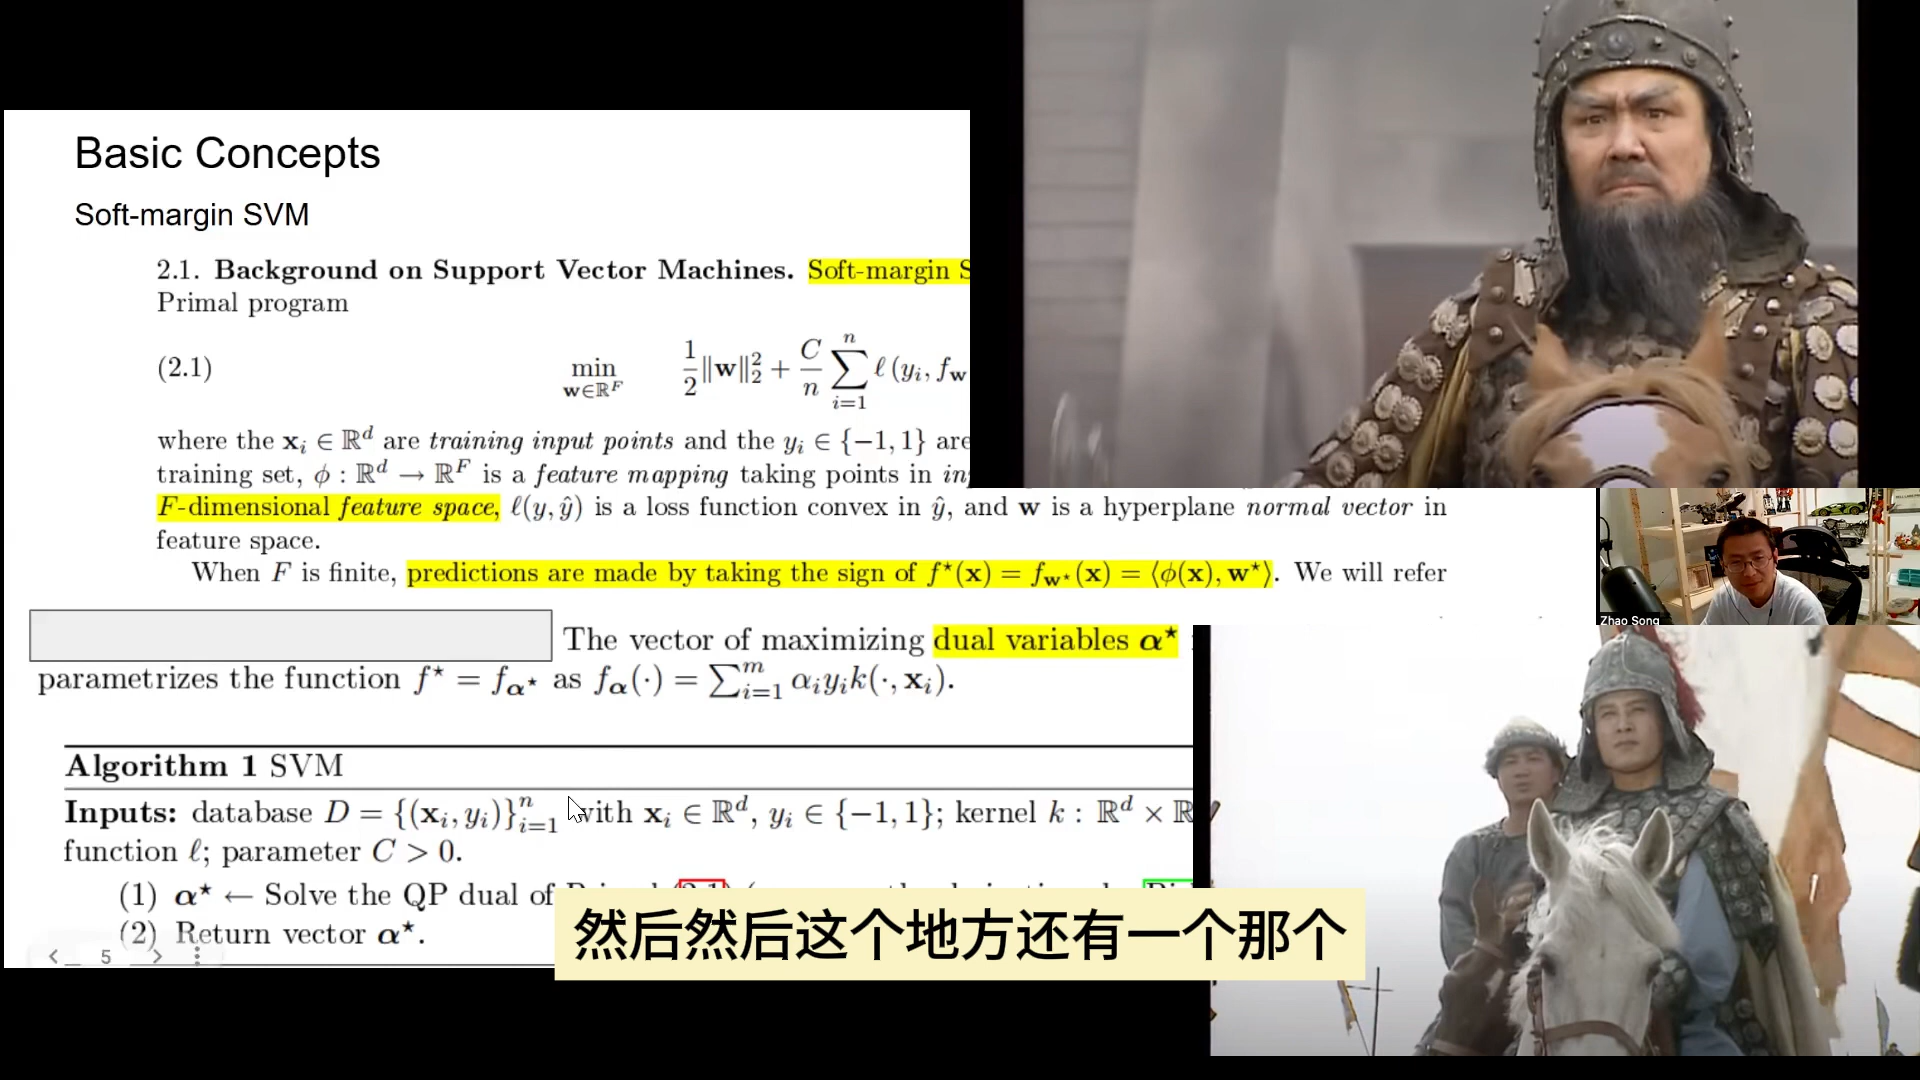 Basic Concepts
Soft-margin SVM
2.1. Background on Support Vector Machines. Soft-margin S
Primal program
(2.1) min w∈ℝ^F 1/2 ‖w‖₂² + C/n ∑_{i=1}^n ℓ(y_i, f_w
where the x_i ∈ ℝ^d are training input points and the y_i ∈ {−1, 1} are
training set, ϕ : ℝ^d → ℝ^F is a feature mapping taking points in in
F-dimensional feature space, ℓ(y, ŷ) is a loss function convex in ŷ, and w is a hyperplane normal vector in
feature space.
When F is finite, predictions are made by taking the sign of f*(x) = f_{w*}(x) = ⟨ϕ(x), w*⟩. We will refer
Zhao Song
The vector of maximizing dual variables α*
parametrizes the function f* = f_{α*} as f_α(·) = ∑_{i=1}^m α_i y_i k(·, x_i).
Algorithm 1 SVM
Inputs: database D = {(x_i, y_i)}_{i=1}^n with x_i ∈ ℝ^d, y_i ∈ {−1, 1}; kernel k : ℝ^d × ℝ
function ℓ; parameter C > 0.
(1) α* ← Solve the QP dual of
(2) Return vector α*.
5
然后然后这个地方还有一个那个